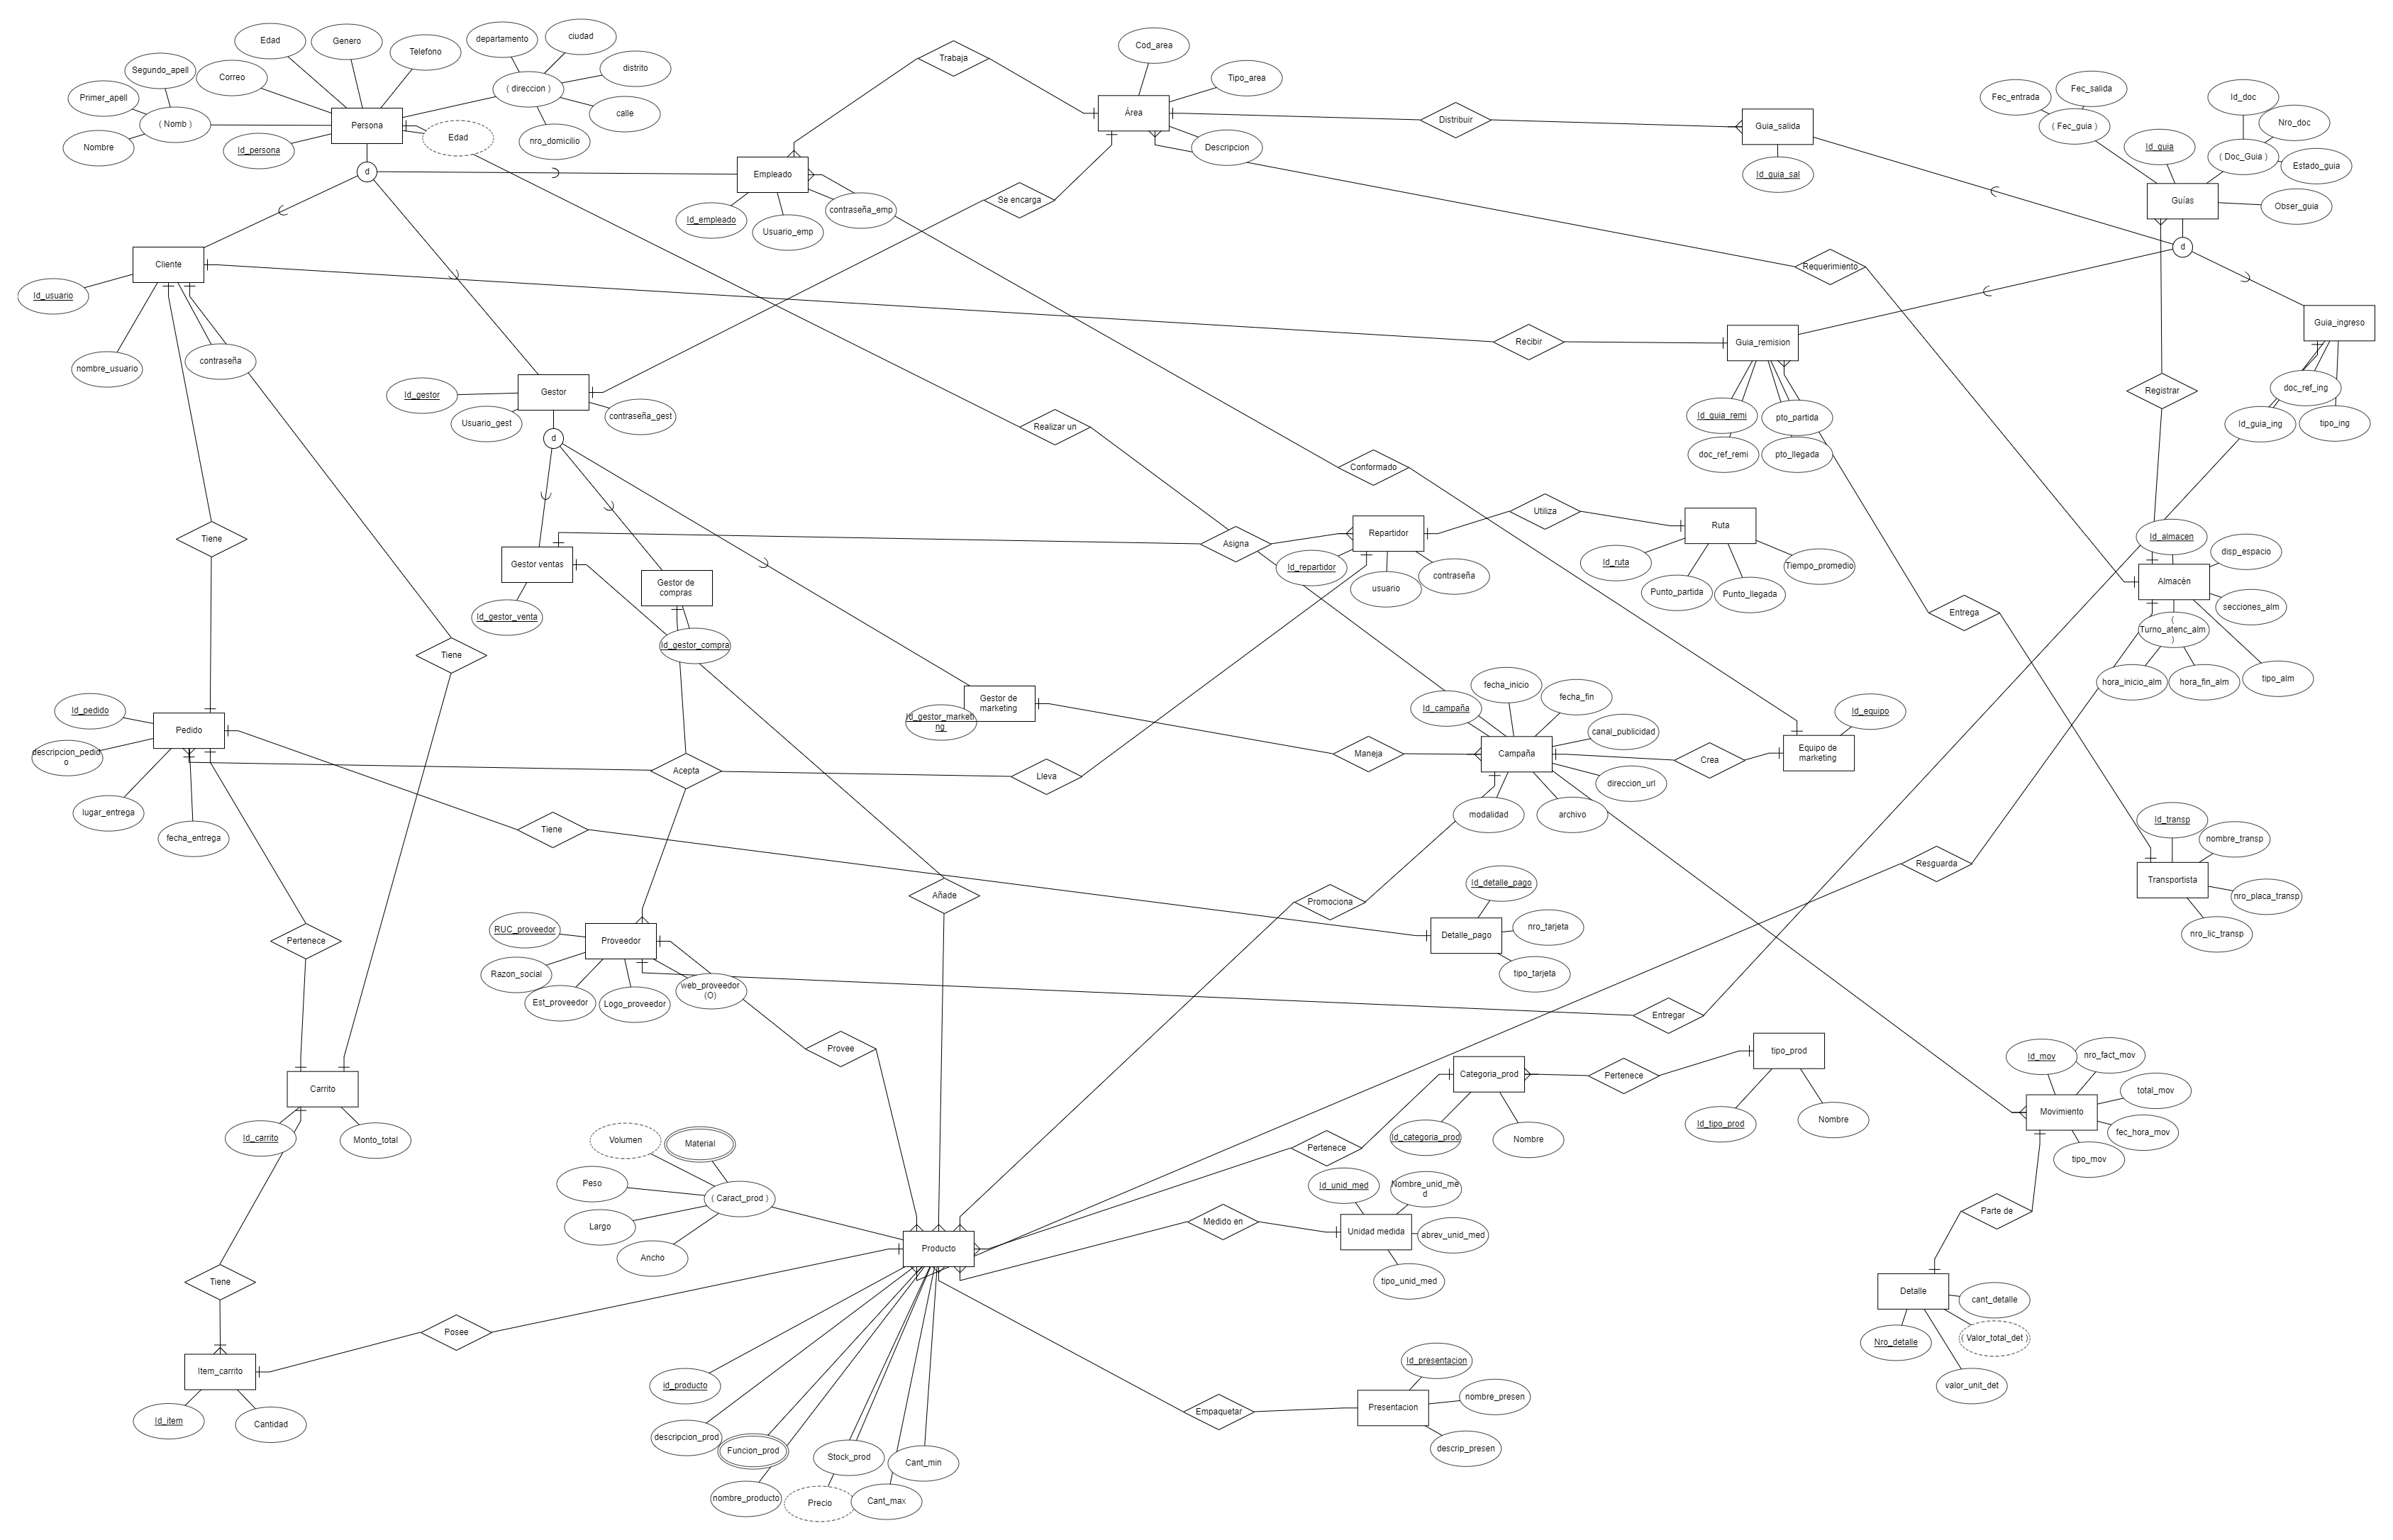 Edad
Genero
Telefono
departamento
ciudad
distrito
( direccion )
calle
nro_domicilio
Segundo_apell
Correo
Primer_apell
( Nomb )
Nombre
Id_persona
Persona
Edad
d
Trabaja
Cod_area
Tipo_area
Área
Descripcion
Distribuir
Guia_salida
Id_guia_sal
Fec_entrada
Fec_salida
( Fec_guia )
Id_guia
Id_doc
Nro_doc
( Doc_Guia )
Estado_guia
Guías
Obser_guia
d
Empleado
Id_empleado
Usuario_emp
contraseña_emp
Se encarga
Requerimiento
Cliente
Id_usuario
nombre_usuario
contraseña
Recibir
Guia_remision
Id_guia_remi
doc_ref_remi
pto_partida
pto_llegada
Guia_ingreso
doc_ref_ing
Id_guia_ing
tipo_ing
Registrar
Gestor
Id_gestor
Usuario_gest
contraseña_gest
d
Realizar un
Conformado
Tiene
Gestor ventas
Id_gestor_venta
Gestor de
compras
Id_gestor_compra
Asigna
Repartidor
Id_repartidor
usuario
contraseña
Utiliza
Ruta
Id_ruta
Punto_partida
Punto_llegada
Tiempo_promedio
Id_almacen
Almacén
disp_espacio
secciones_alm
(
Turno_atenc_alm
)
hora_inicio_alm
hora_fin_alm
tipo_alm
Entrega
Tiene
Gestor de
marketing
Id_gestor_marketi
ng
Id_pedido
Pedido
descripcion_pedid
o
lugar_entrega
fecha_entrega
Acepta
Lleva
Maneja
fecha_inicio
fecha_fin
Id_campaña
canal_publicidad
Campaña
direccion_url
modalidad
archivo
Crea
Id_equipo
Equipo de
marketing
Tiene
Añade
Promociona
Id_detalle_pago
Detalle_pago
nro_tarjeta
tipo_tarjeta
Resguarda
Id_transp
nombre_transp
Transportista
nro_placa_transp
nro_lic_transp
Pertenece
RUC_proveedor
Proveedor
Razon_social
Est_proveedor
Logo_proveedor
web_proveedor
(O)
Provee
Entregar
Carrito
Id_carrito
Monto_total
Categoria_prod
Id_categoria_prod
Nombre
Pertenece
tipo_prod
Id_tipo_prod
Nombre
Id_mov
nro_fact_mov
total_mov
Movimiento
fec_hora_mov
tipo_mov
Volumen
Material
Peso
( Caract_prod )
Largo
Ancho
Pertenece
Id_unid_med
Nombre_unid_me
d
Medido en
Unidad medida
abrev_unid_med
tipo_unid_med
Producto
Parte de
Tiene
Posee
Detalle
cant_detalle
( Valor_total_det )
Nro_detalle
valor_unit_det
Item_carrito
Id_item
Cantidad
id_producto
descripcion_prod
Funcion_prod
nombre_producto
Stock_prod
Precio
Cant_min
Cant_max
Empaquetar
Id_presentacion
Presentacion
nombre_presen
descrip_presen